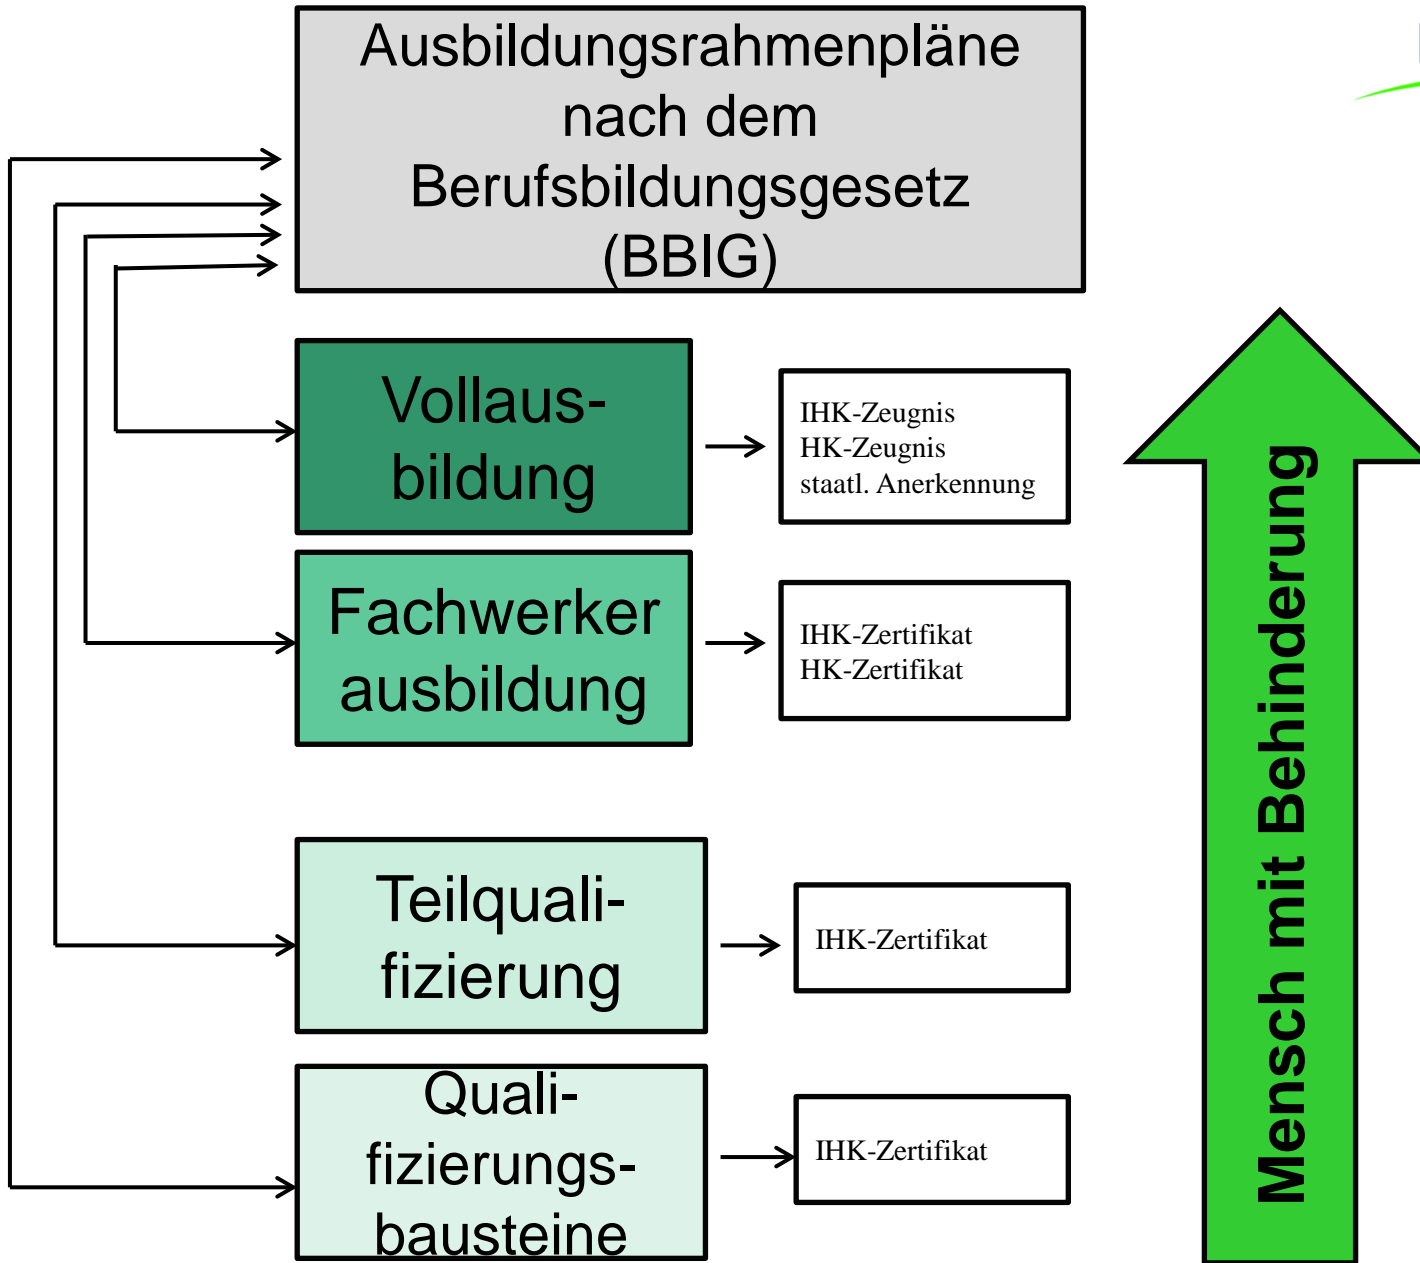 Ausbildungsrahmenpläne
nach dem
Berufsbildungsgesetz
(BBIG)
Vollaus-
bildung
IHK-Zeugnis
HK-Zeugnis
staatl. Anerkennung
Fachwerker
ausbildung
IHK-Zertifikat
HK-Zertifikat
Teilquali-
fizierung
IHK-Zertifikat
Quali-
fizierungs-
bausteine
IHK-Zertifikat
Mensch mit Behinderung